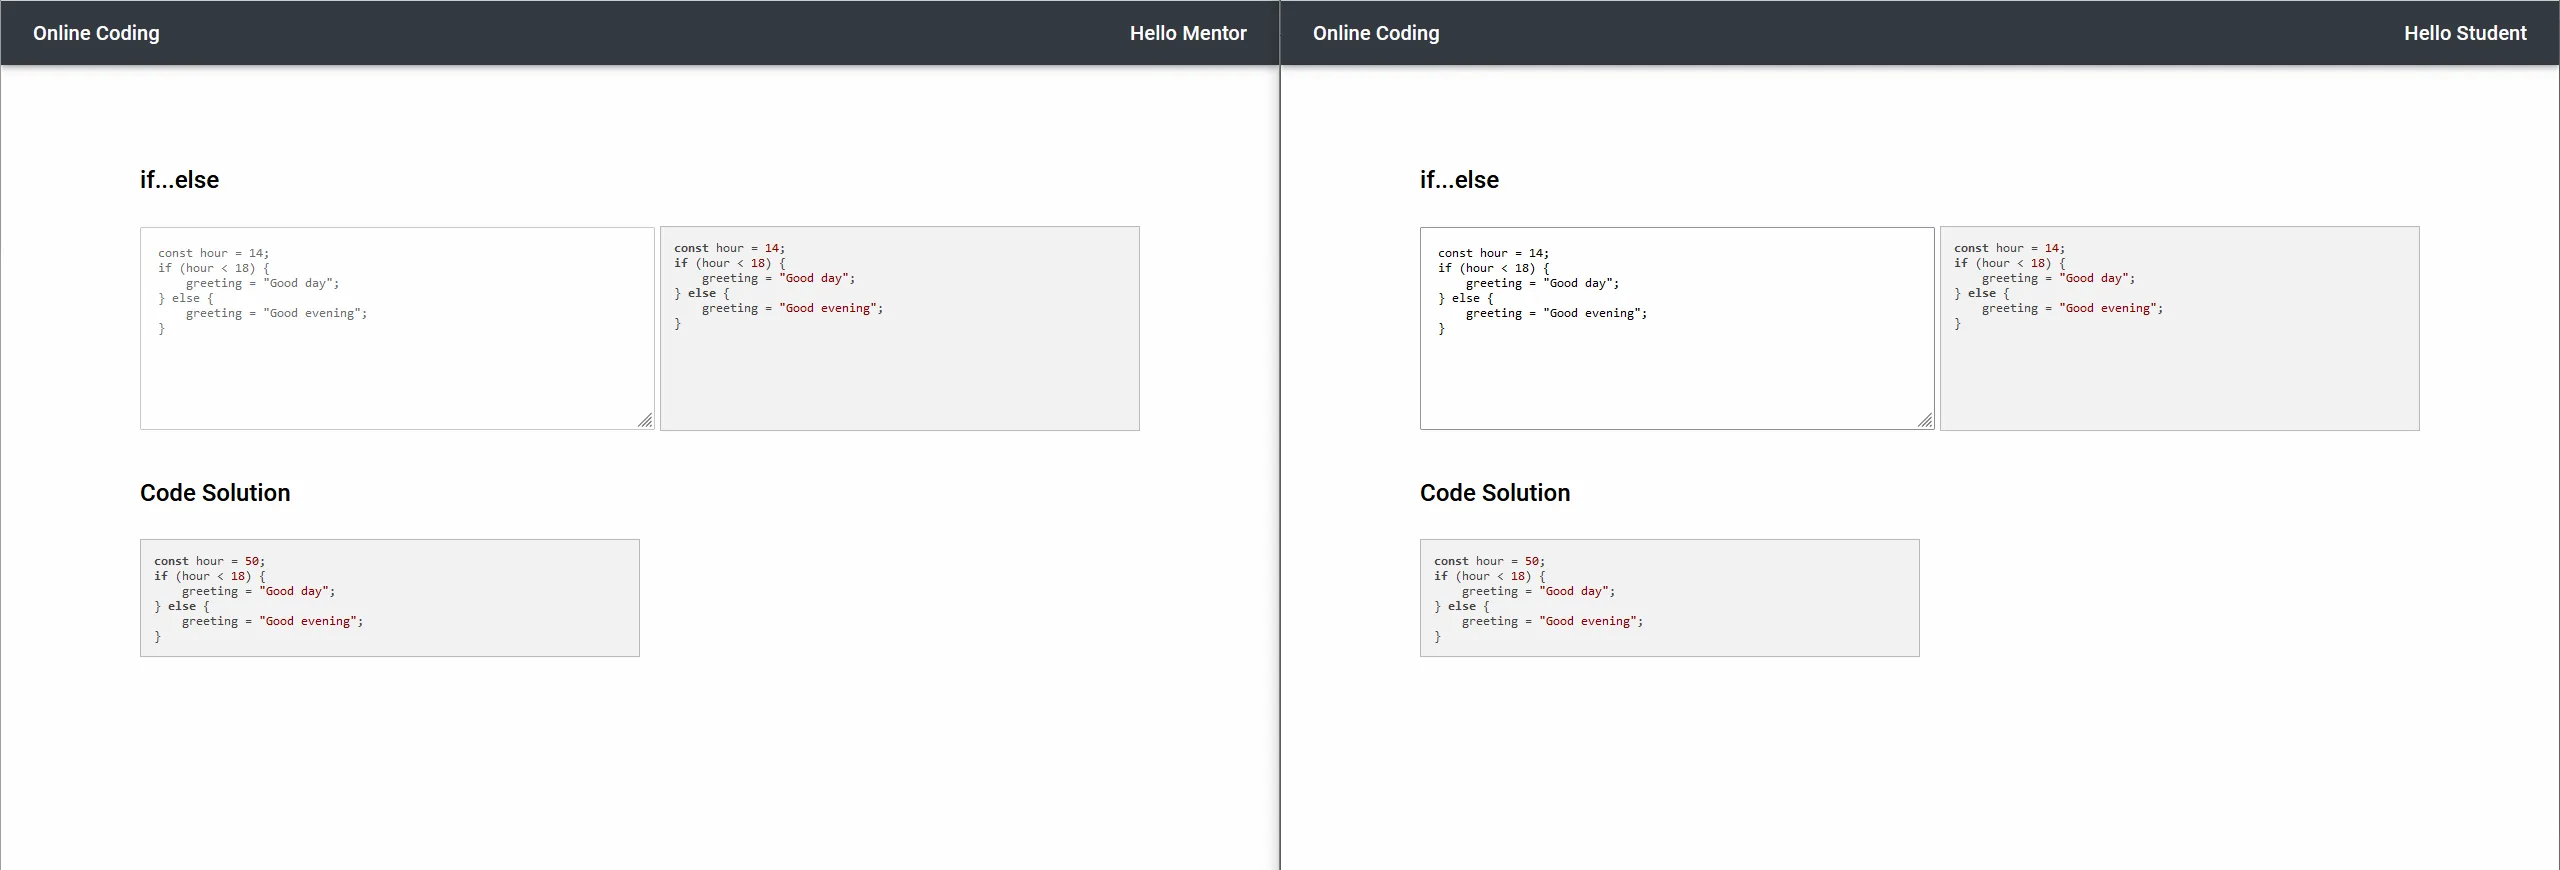 Online Coding
Hello Mentor
if...else
const hour = 14;
if (hour < 18) {
    greeting = "Good day";
} else {
    greeting = "Good evening";
}
const hour = 14;
if (hour < 18) {
    greeting = "Good day";
} else {
    greeting = "Good evening";
}
Code Solution
const hour = 50;
if (hour < 18) {
    greeting = "Good day";
} else {
    greeting = "Good evening";
}
Online Coding
Hello Student
if...else
const hour = 14;
if (hour < 18) {
    greeting = "Good day";
} else {
    greeting = "Good evening";
}
const hour = 14;
if (hour < 18) {
    greeting = "Good day";
} else {
    greeting = "Good evening";
}
Code Solution
const hour = 50;
if (hour < 18) {
    greeting = "Good day";
} else {
    greeting = "Good evening";
}